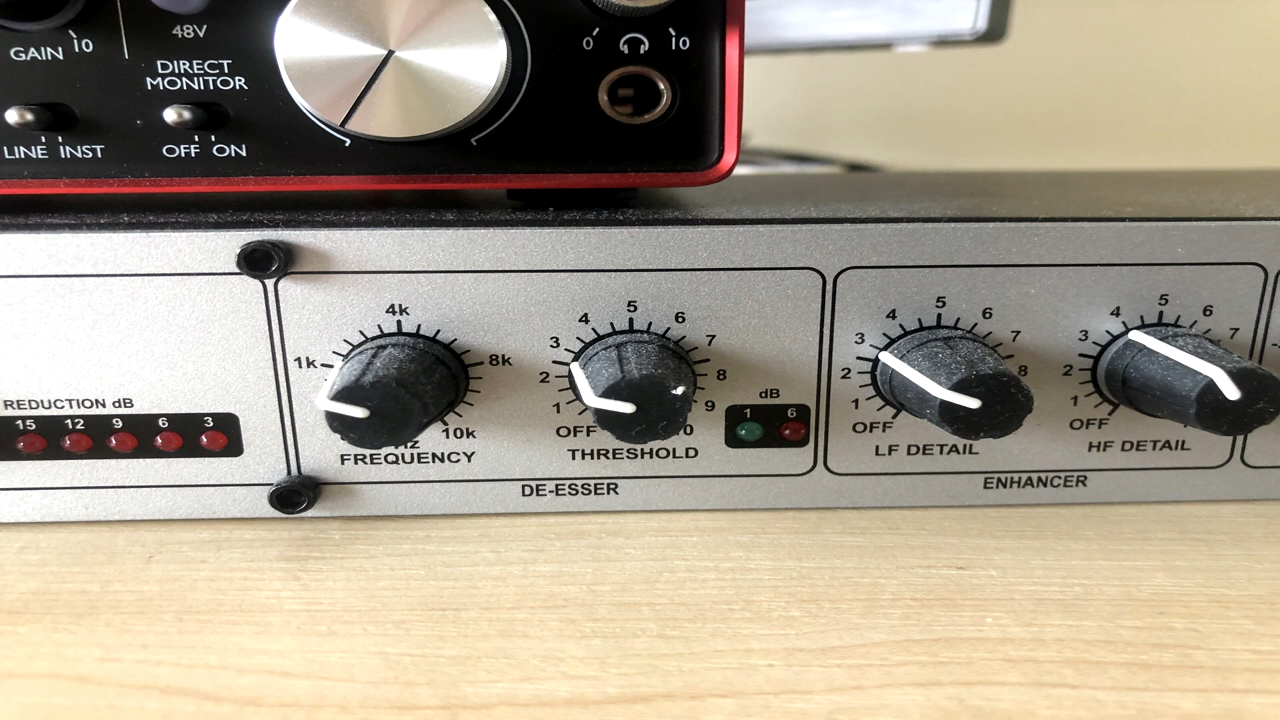 GAIN 10
48V
DIRECT
MONITOR
LINE INST
OFF ON
0 10
REDUCTION dB
15 12 9 6 3
1k 4k 8k 10k
Hz
FREQUENCY
OFF 1 2 3 4 5 6 7 8 9 10
THRESHOLD
dB
1 6
DE-ESSER
OFF 1 2 3 4 5 6 7 8
LF DETAIL
OFF 1 2 3 4 5 6 7
HF DETAIL
ENHANCER